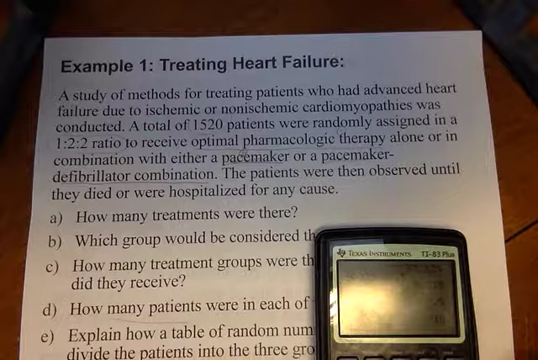 Example 1: Treating Heart Failure:
A study of methods for treating patients who had advanced heart
failure due to ischemic or nonischemic cardiomyopathies was
conducted. A total of 1520 patients were randomly assigned in a
1:2:2 ratio to receive optimal pharmacologic therapy alone or in
combination with either a pacemaker or a pacemaker-
defibrillator combination. The patients were then observed until
they died or were hospitalized for any cause.
a) How many treatments were there?
b) Which group would be considered th
c) How many treatment groups were th
did they receive?
d) How many patients were in each of
e) Explain how a table of random num
divide the patients into the three gro
TEXAS INSTRUMENTS TI-83 Plus